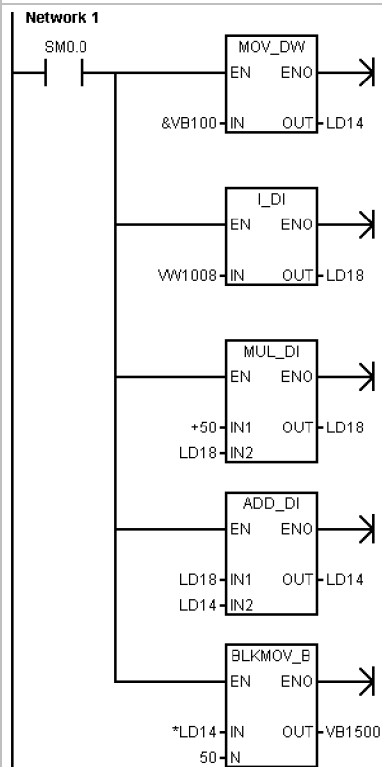 Network 1
SM0.0
MOV_DW
EN ENO
&VB100 IN OUT LD14
I_DI
EN ENO
VW1008 IN OUT LD18
MUL_DI
EN ENO
+50 IN1 OUT LD18
LD18 IN2
ADD_DI
EN ENO
LD18 IN1 OUT LD14
LD14 IN2
BLKMOV_B
EN ENO
*LD14 IN OUT VB1500
50 N